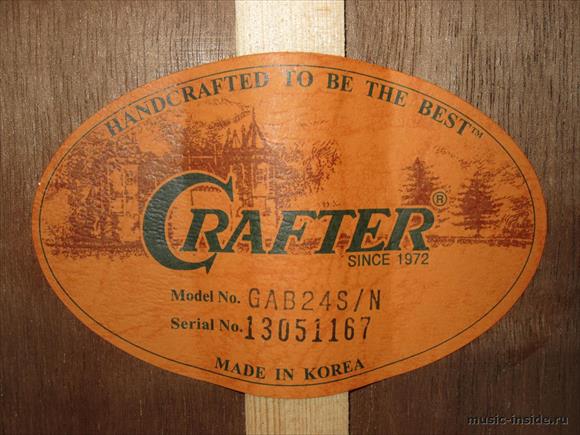 HANDCRAFTED TO BE THE BEST™
CRAFTER®
SINCE 1972
Model No. GAB24S/N
Serial No. 13051167
MADE IN KOREA
music-inside.ru